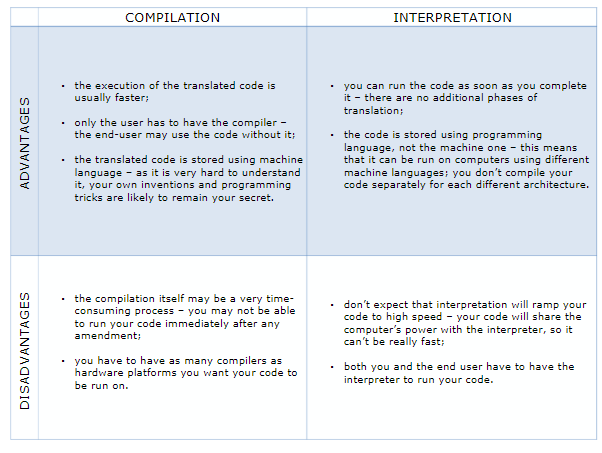 COMPILATION
INTERPRETATION
ADVANTAGES
• the execution of the translated code is
usually faster;
• only the user has to have the compiler –
the end-user may use the code without it;
• the translated code is stored using machine
language – as it is very hard to understand
it, your own inventions and programming
tricks are likely to remain your secret.
• you can run the code as soon as you complete
it – there are no additional phases of
translation;
• the code is stored using programming
language, not the machine one – this means
that it can be run on computers using different
machine languages; you don’t compile your
code separately for each different architecture.
DISADVANTAGES
• the compilation itself may be a very time-
consuming process – you may not be able
to run your code immediately after any
amendment;
• you have to have as many compilers as
hardware platforms you want your code to
be run on.
• don’t expect that interpretation will ramp your
code to high speed – your code will share the
computer’s power with the interpreter, so it
can’t be really fast;
• both you and the end user have to have the
interpreter to run your code.